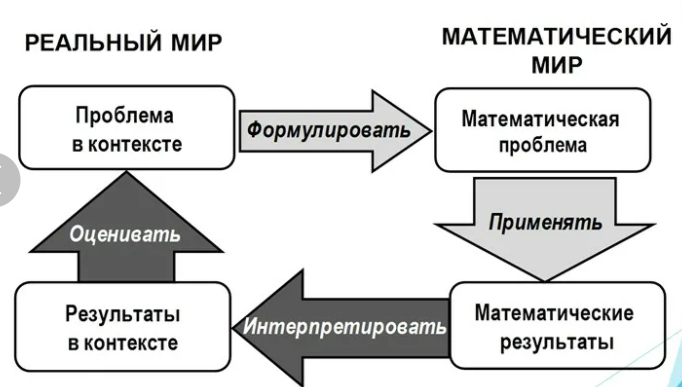 РЕАЛЬНЫЙ МИР
МАТЕМАТИЧЕСКИЙ
МИР
Проблема
в контексте
Формулировать
Математическая
проблема
Оценивать
Применять
Результаты
в контексте
Интерпретировать
Математические
результаты